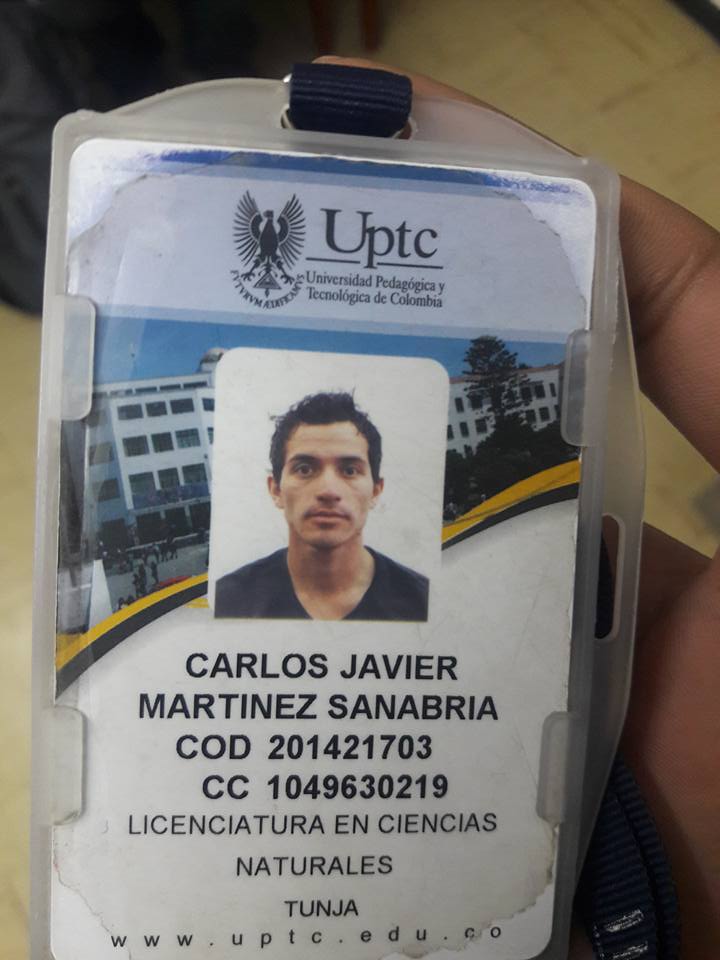 Uptc
Universidad Pedagógica y
Tecnológica de Colombia
FVTVRVM ÆDIFICAMVS
CARLOS JAVIER
MARTINEZ SANABRIA
COD 201421703
CC 1049630219
LICENCIATURA EN CIENCIAS
NATURALES
TUNJA
www.uptc.edu.co